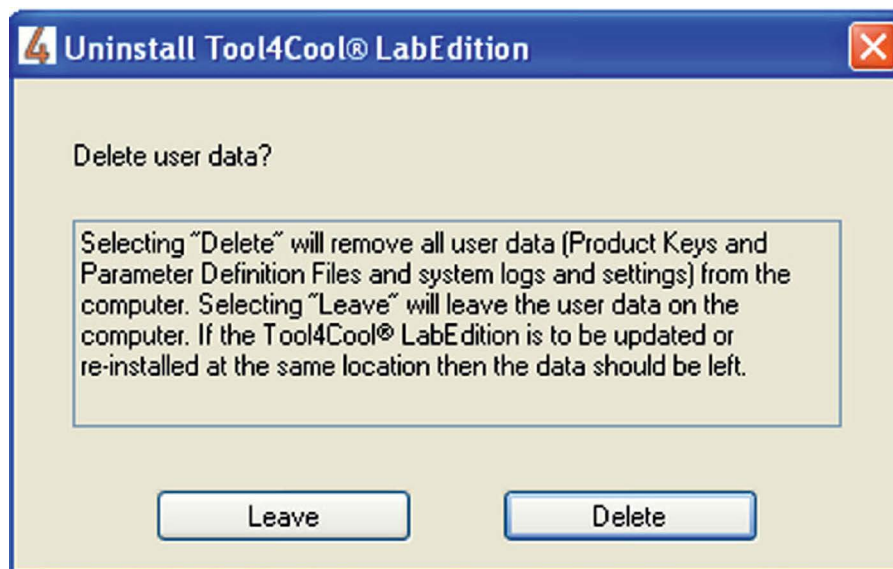 4 Uninstall Tool4Cool® LabEdition
Delete user data?
Selecting "Delete" will remove all user data (Product Keys and
Parameter Definition Files and system logs and settings) from the
computer. Selecting "Leave" will leave the user data on the
computer. If the Tool4Cool® LabEdition is to be updated or
re-installed at the same location then the data should be left.
Leave
Delete